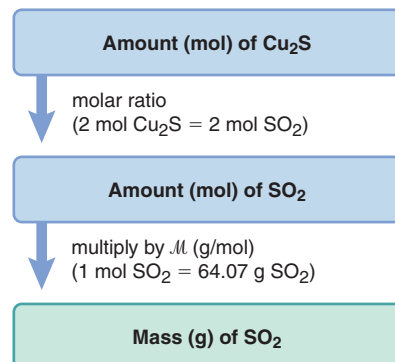 Amount (mol) of Cu₂S
molar ratio
(2 mol Cu₂S = 2 mol SO₂)
Amount (mol) of SO₂
multiply by ℳ (g/mol)
(1 mol SO₂ = 64.07 g SO₂)
Mass (g) of SO₂